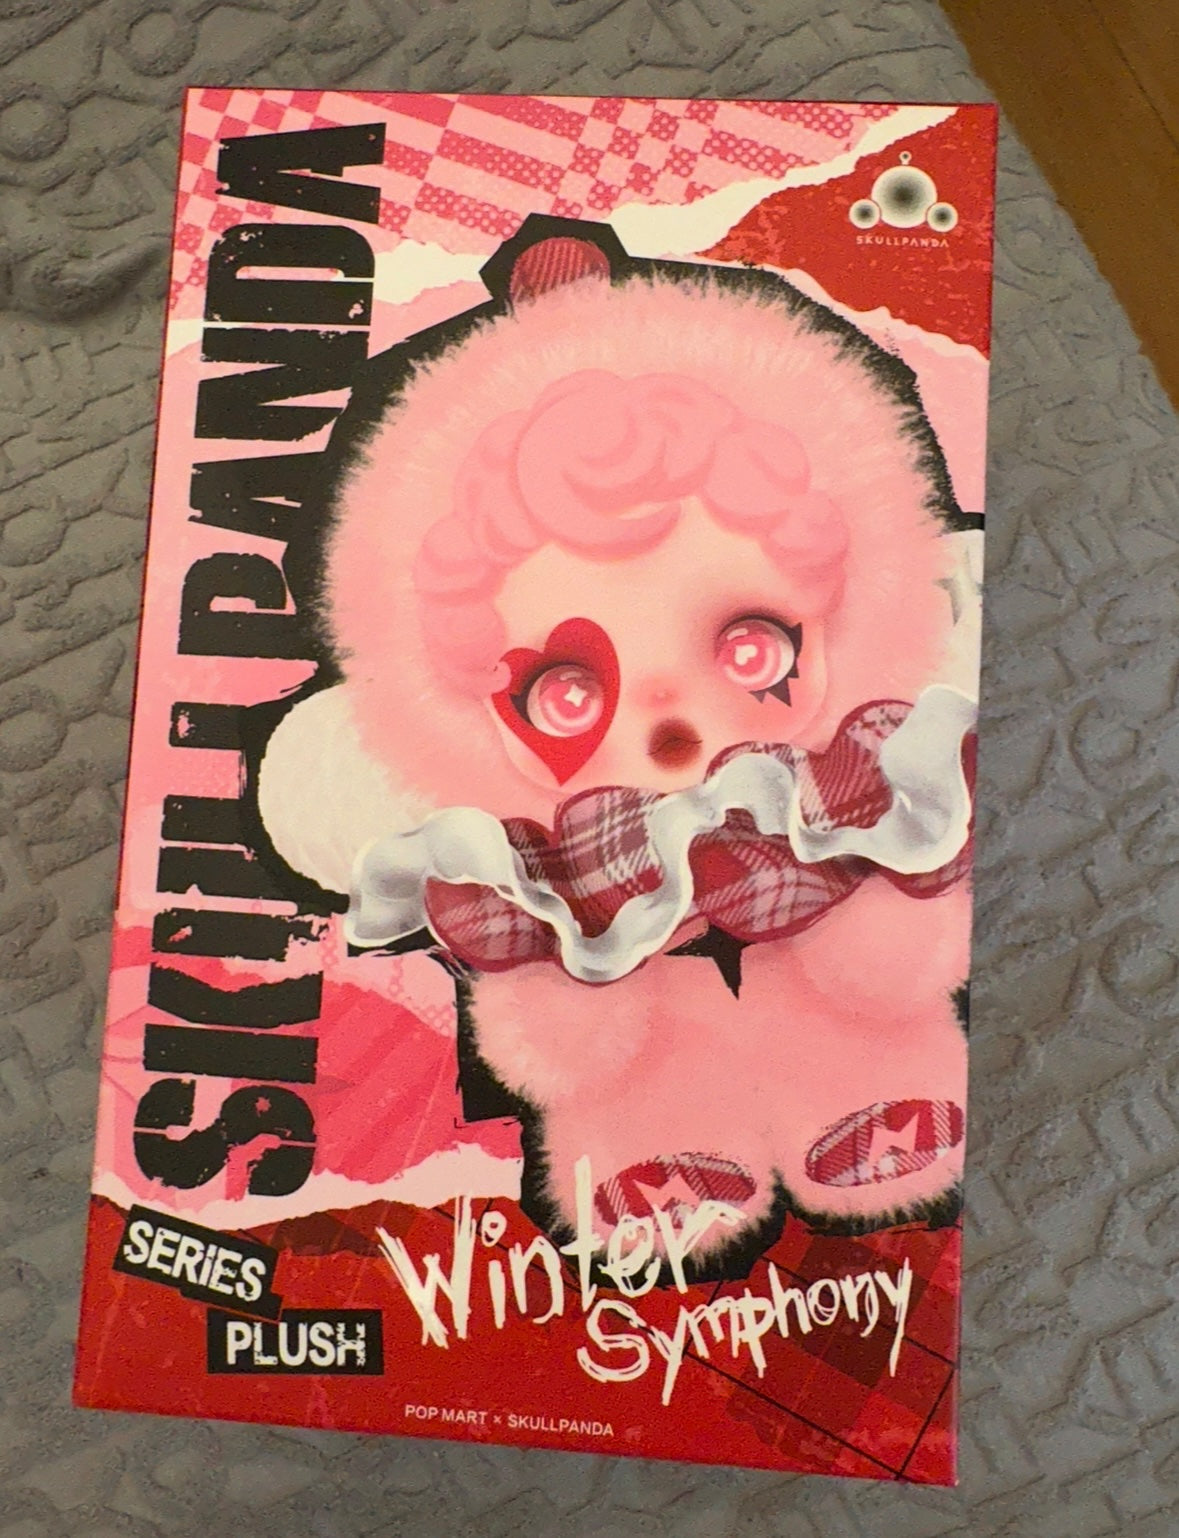 SKULLPANDA
SKULLPANDA
SERIES
PLUSH
Winter
Symphony
POP MART × SKULLPANDA